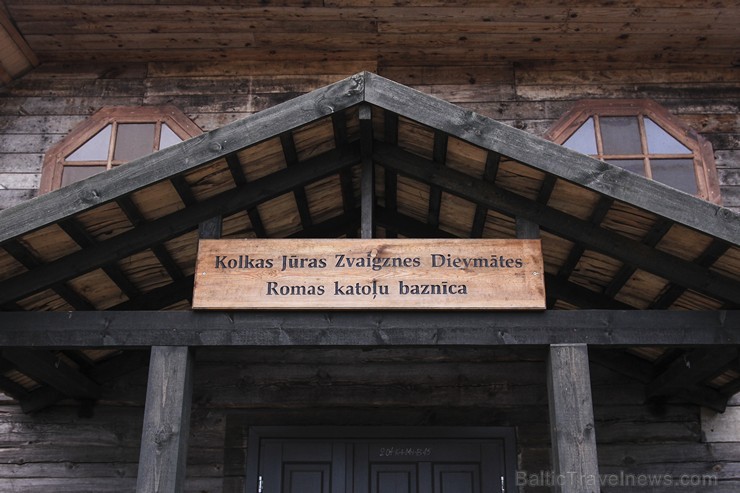 Kolkas Jūras Zvaigznes Dievmātes
Romas katoļu baznīca
BalticTravelnews.com